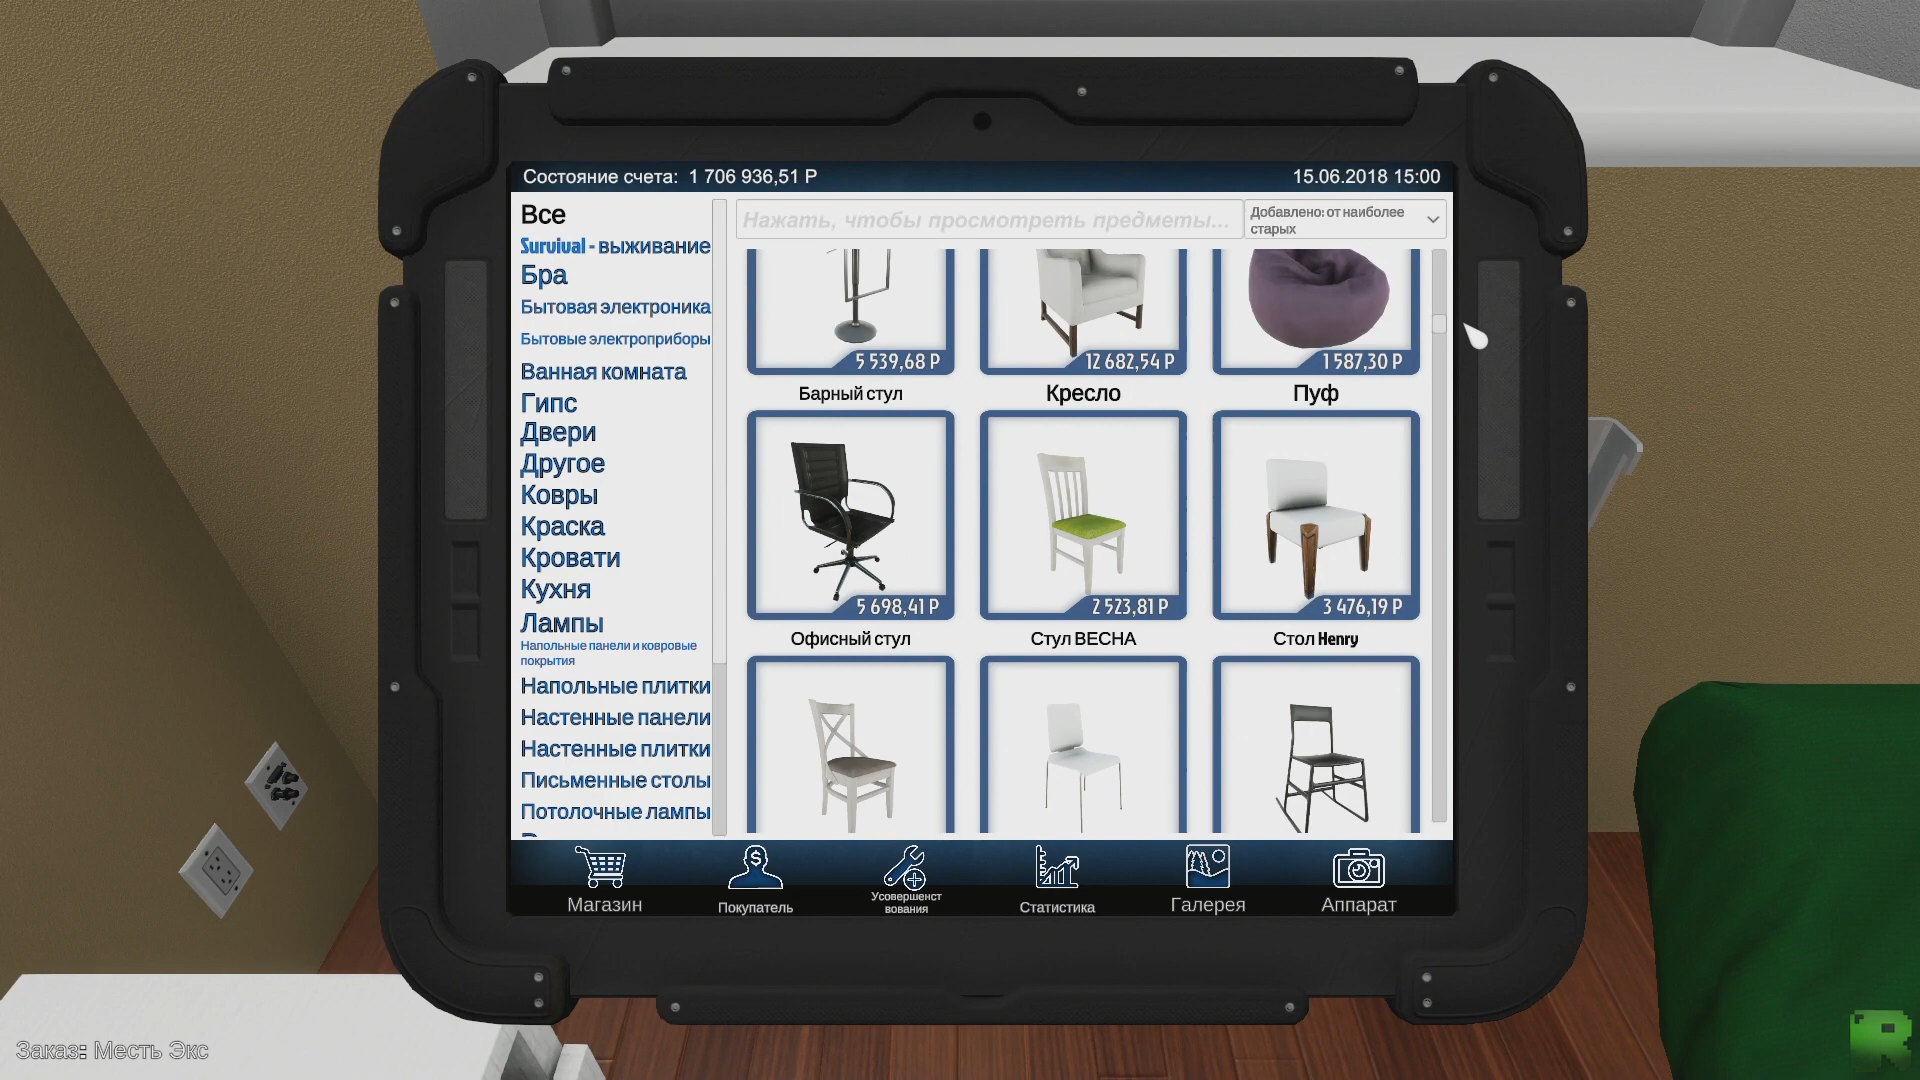 Состояние счета: 1 706 936,51 Р
15.06.2018 15:00
Все
Survival - выживание
Бра
Бытовая электроника
Бытовые электроприборы
Ванная комната
Гипс
Двери
Другое
Ковры
Краска
Кровати
Кухня
Лампы
Напольные панели и ковровые
покрытия
Напольные плитки
Настенные панели
Настенные плитки
Письменные столы
Потолочные лампы
Нажать, чтобы просмотреть предметы...
Добавлено: от наиболее
старых
5 539,68 Р
12 682,54 Р
1 587,30 Р
Барный стул
Кресло
Пуф
5 698,41 Р
2 523,81 Р
3 476,19 Р
Офисный стул
Стул ВЕСНА
Стол Henry
Магазин
Покупатель
Усовершенст
вования
Статистика
Галерея
Аппарат
Заказ: Месть Экс